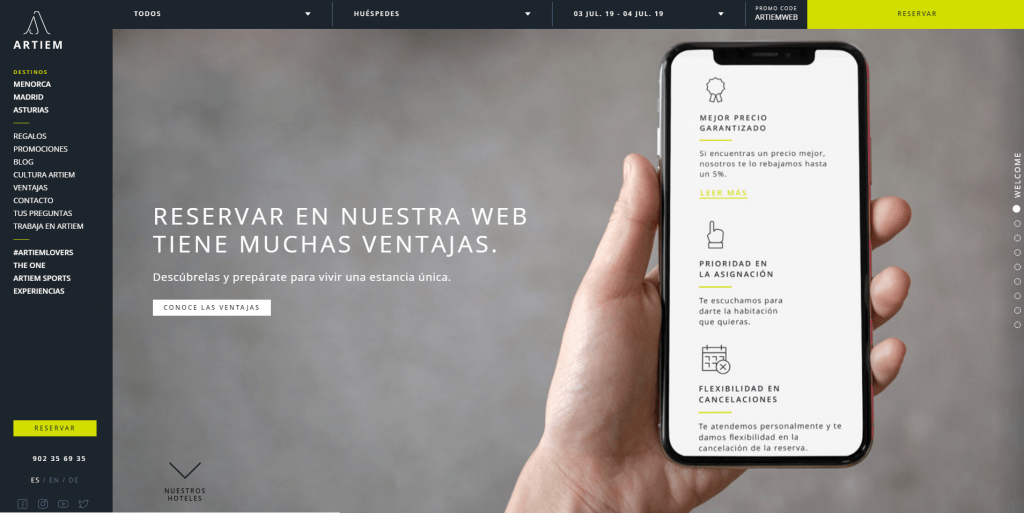 ARTIEM
DESTINOS
MENORCA
MADRID
ASTURIAS
REGALOS
PROMOCIONES
BLOG
CULTURA ARTIEM
VENTAJAS
CONTACTO
TUS PREGUNTAS
TRABAJA EN ARTIEM
#ARTIEMLOVERS
THE ONE
ARTIEM SPORTS
EXPERIENCIAS
RESERVAR
902 35 69 35
ES / EN / DE
TODOS
HUÉSPEDES
03 JUL. 19 - 04 JUL. 19
PROMO CODE
ARTIEMWEB
RESERVAR
RESERVAR EN NUESTRA WEB
TIENE MUCHAS VENTAJAS.
Descúbrelas y prepárate para vivir una estancia única.
CONOCE LAS VENTAJAS
NUESTROS
HOTELES
MEJOR PRECIO
GARANTIZADO
Si encuentras un precio mejor,
nosotros te lo rebajamos hasta
un 5%.
LEER MÁS
PRIORIDAD EN
LA ASIGNACIÓN
Te escuchamos para
darte la habitación
que quieras.
FLEXIBILIDAD EN
CANCELACIONES
Te atendemos personalmente y te
damos flexibilidad en la
cancelación de la reserva.
WELCOME